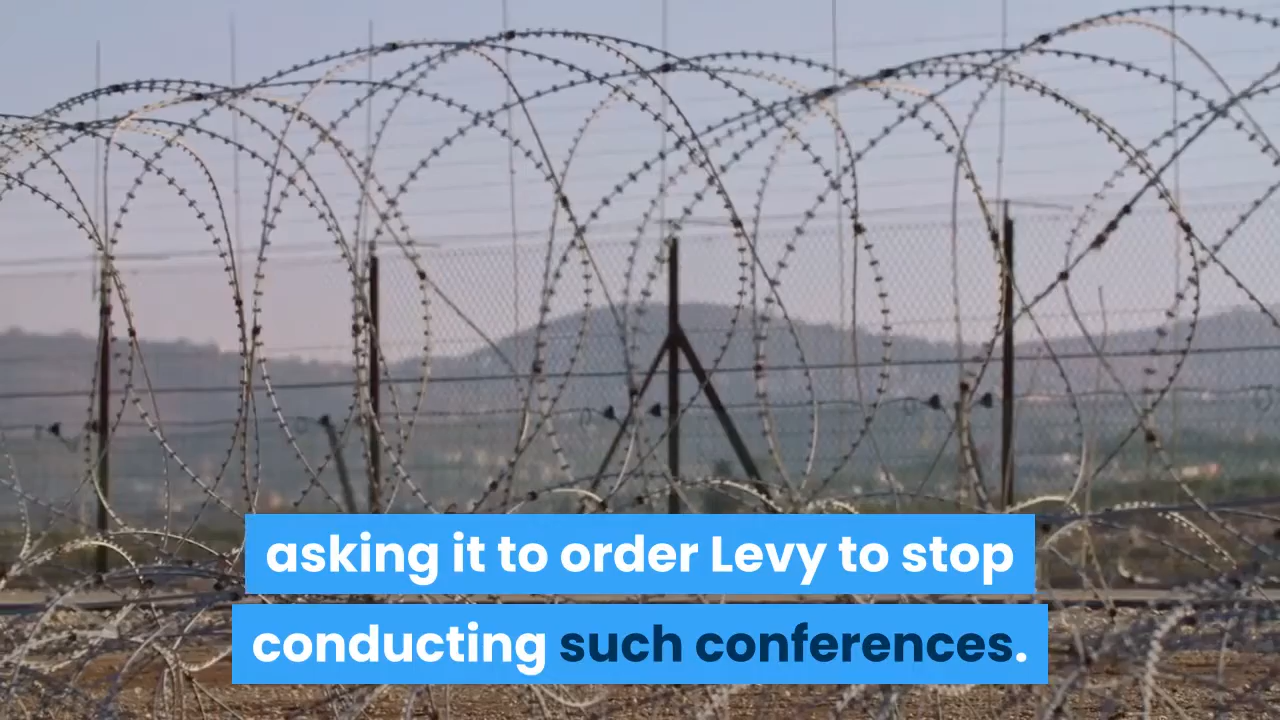 asking it to order Levy to stop
conducting such conferences.